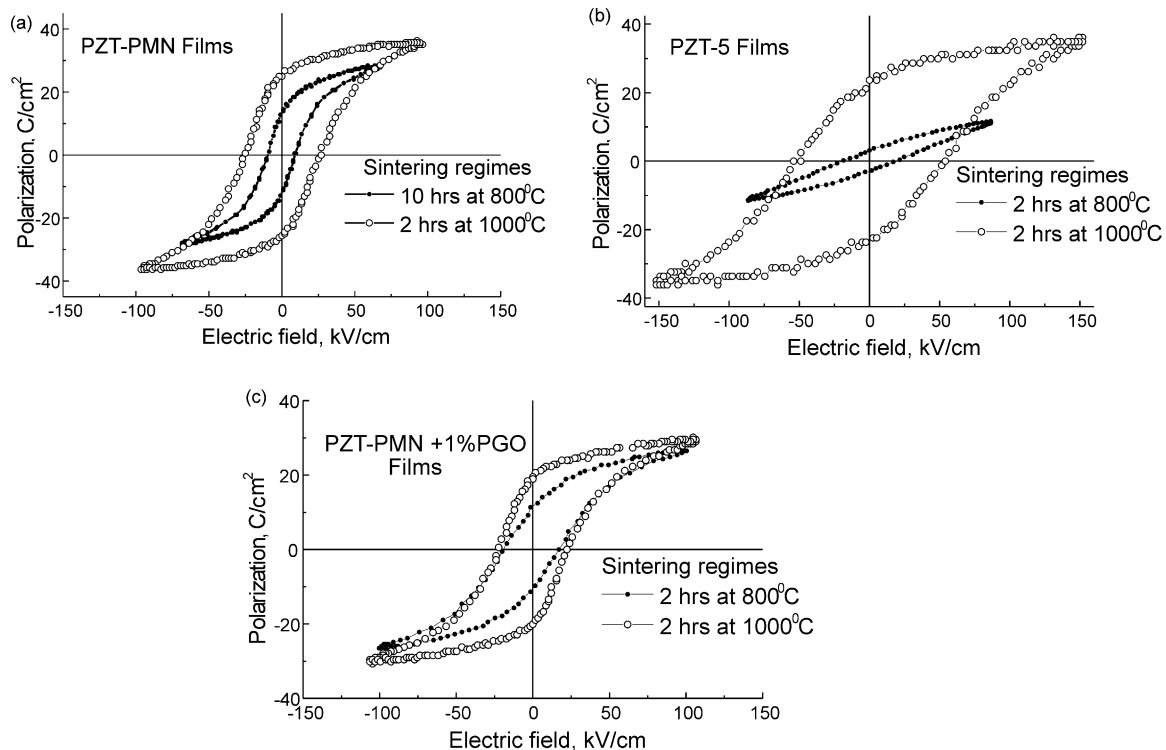 (a)
PZT-PMN Films
Polarization, C/cm²
40
20
0
-20
-40
-150 -100 -50 0 50 100 150
Electric field, kV/cm
Sintering regimes
10 hrs at 800⁰C
2 hrs at 1000⁰C
(b)
PZT-5 Films
Polarization, C/cm²
40
20
0
-20
-40
-150 -100 -50 0 50 100 150
Electric field, kV/cm
Sintering regimes
2 hrs at 800⁰C
2 hrs at 1000⁰C
(c)
PZT-PMN +1%PGO
Films
Polarization, C/cm²
40
20
0
-20
-40
-150 -100 -50 0 50 100 150
Electric field, kV/cm
Sintering regimes
2 hrs at 800⁰C
2 hrs at 1000⁰C